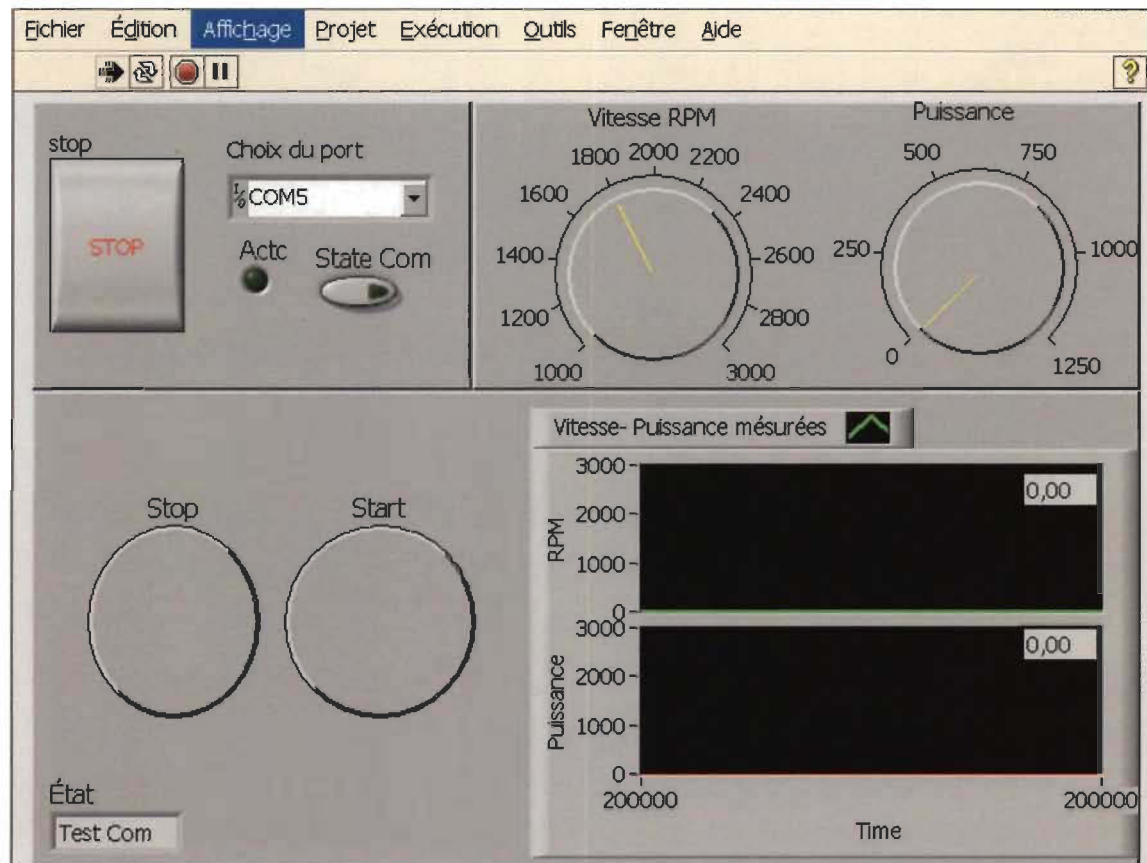 Fichier Édition Affichage Projet Exécution Outils Fenêtre Aide
?
stop
STOP
Choix du port
I/O COM5
Actc
State Com
Vitesse RPM
1000 1200 1400 1600 1800 2000 2200 2400 2600 2800 3000
Puissance
0 250 500 750 1000 1250
Stop
Start
État
Test Com
Vitesse- Puissance mésurées
3000
2000
1000
0
RPM
0,00
3000
2000
1000
0
Puissance
0,00
200000 200000
Time